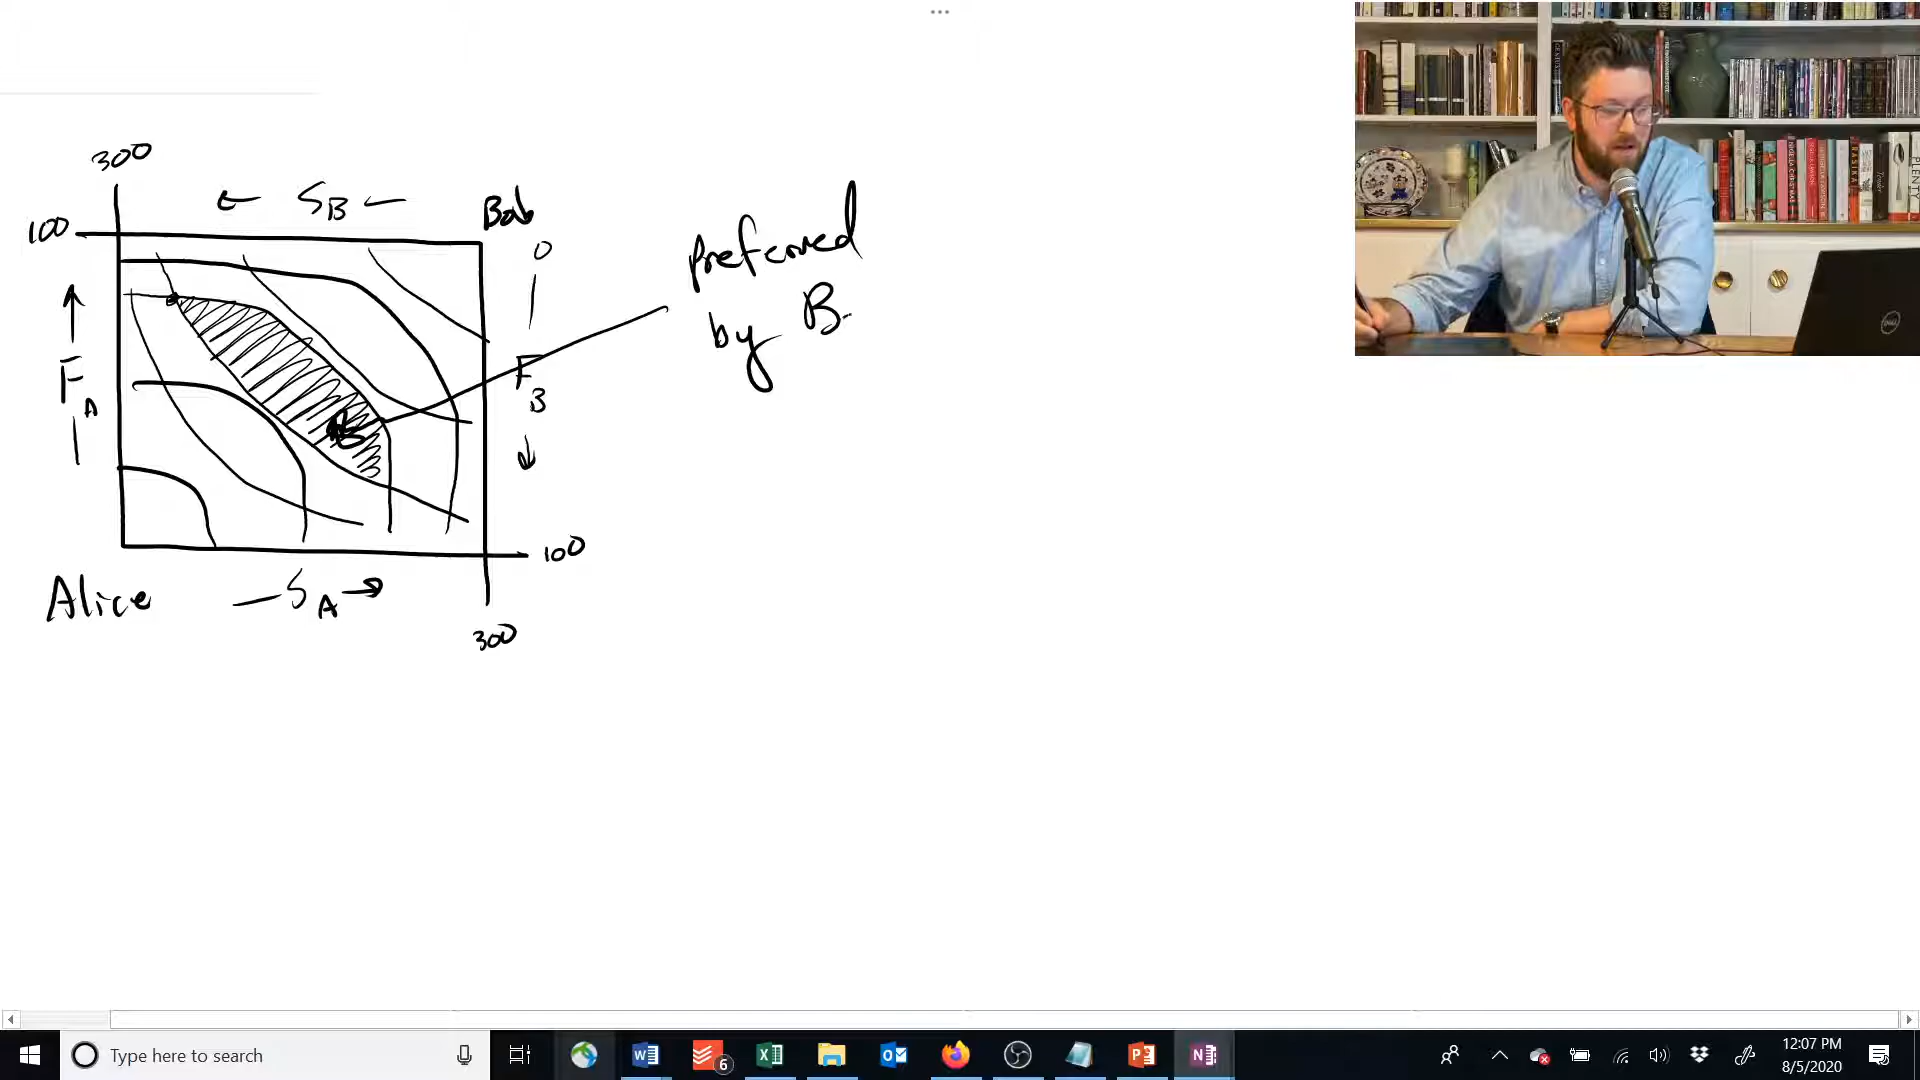 300
← S_B —
Bob
100
0
preferred
by B.
F_A
F_B
B
100
Alice
— S_A →
300
Type here to search
6
12:07 PM
8/5/2020